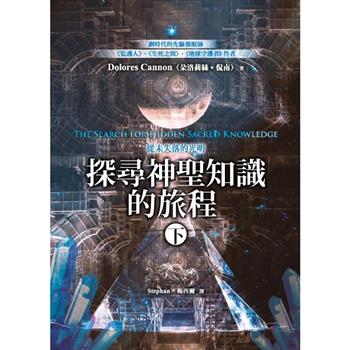 創時代的先驅催眠師
《監護人》、《生死之間》、《地球守護者》作者
Dolores Cannon（朵洛莉絲·侃南） 著
THE SEARCH FOR HIDDEN SACRED KNOWLEDGE
從未失落的光明
探尋神聖知識
的旅程
下
Stephan、梅西爾 譯